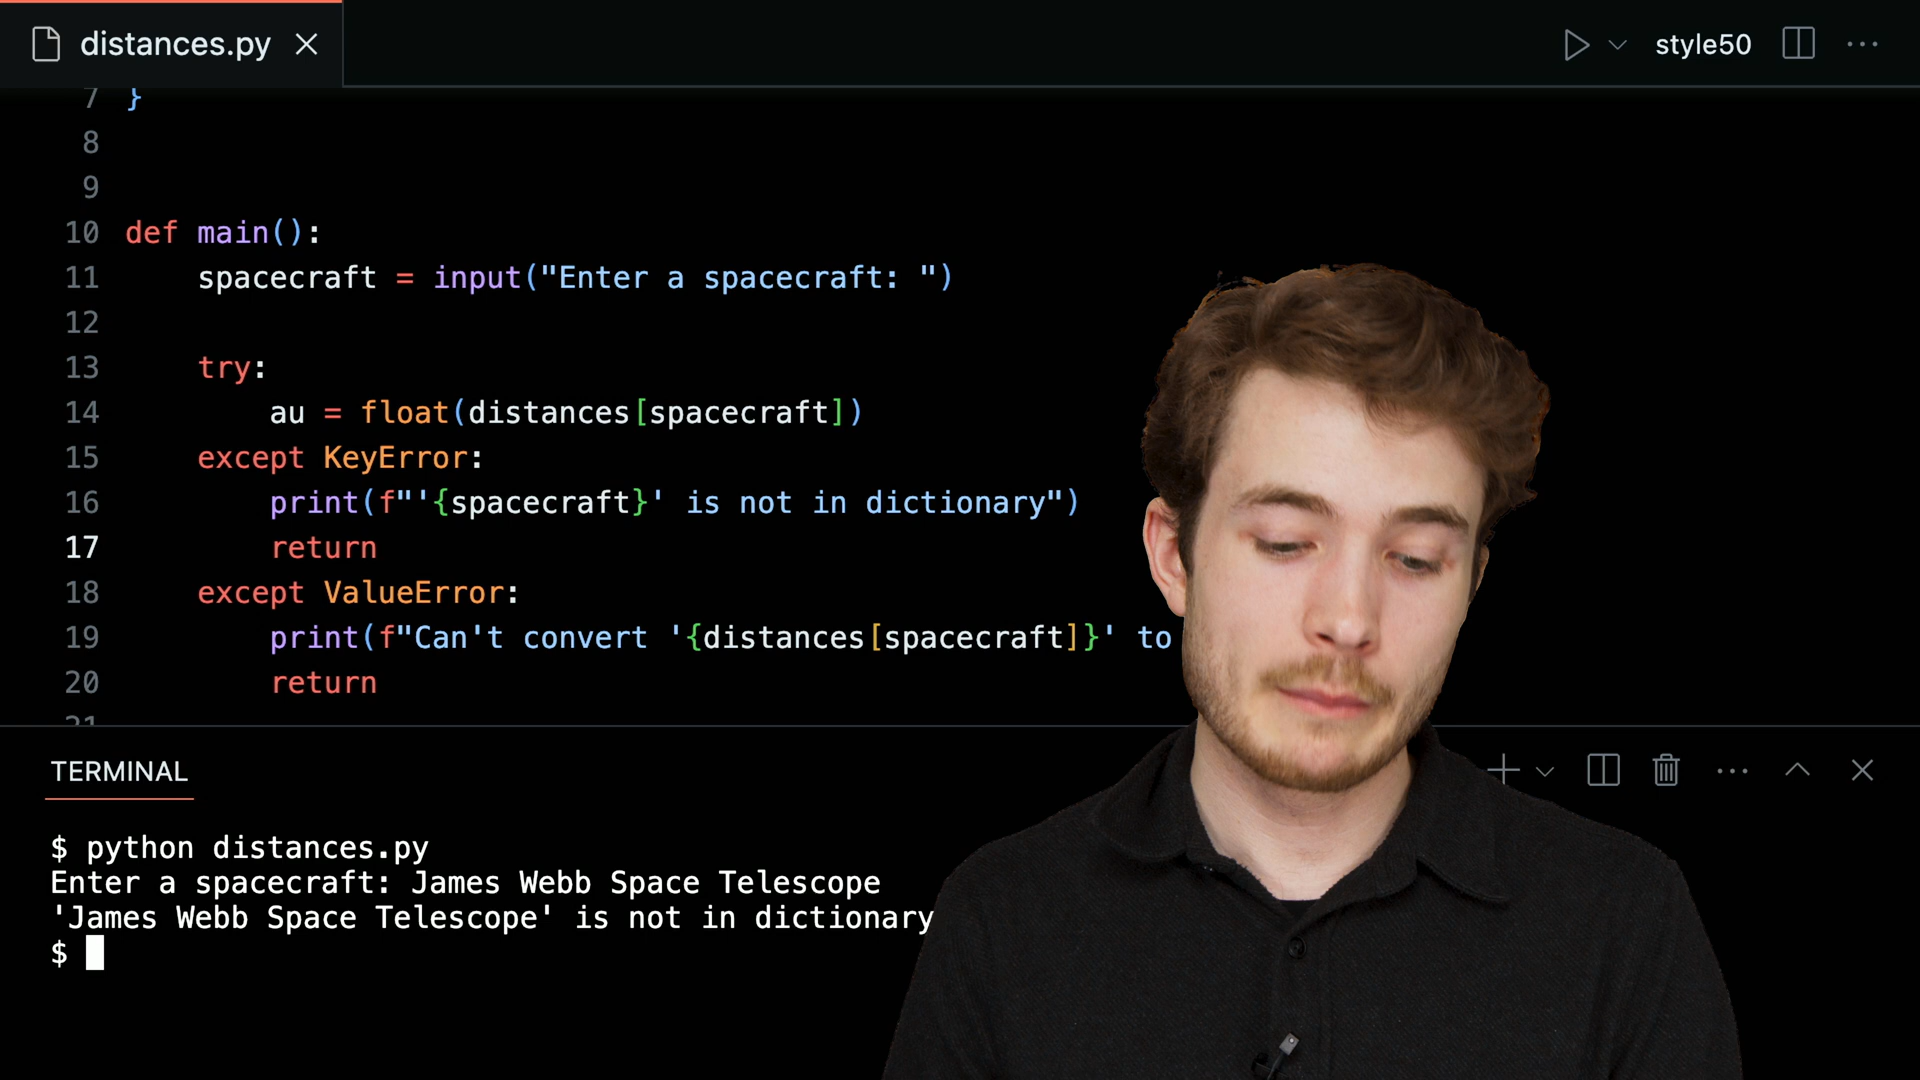 distances.py
style50
7 }
8
9
10 def main():
11 spacecraft = input("Enter a spacecraft: ")
12
13 try:
14 au = float(distances[spacecraft])
15 except KeyError:
16 print(f"'{spacecraft}' is not in dictionary")
17 return
18 except ValueError:
19 print(f"Can't convert '{distances[spacecraft]}' to
20 return
21
TERMINAL
$ python distances.py
Enter a spacecraft: James Webb Space Telescope
'James Webb Space Telescope' is not in dictionary
$